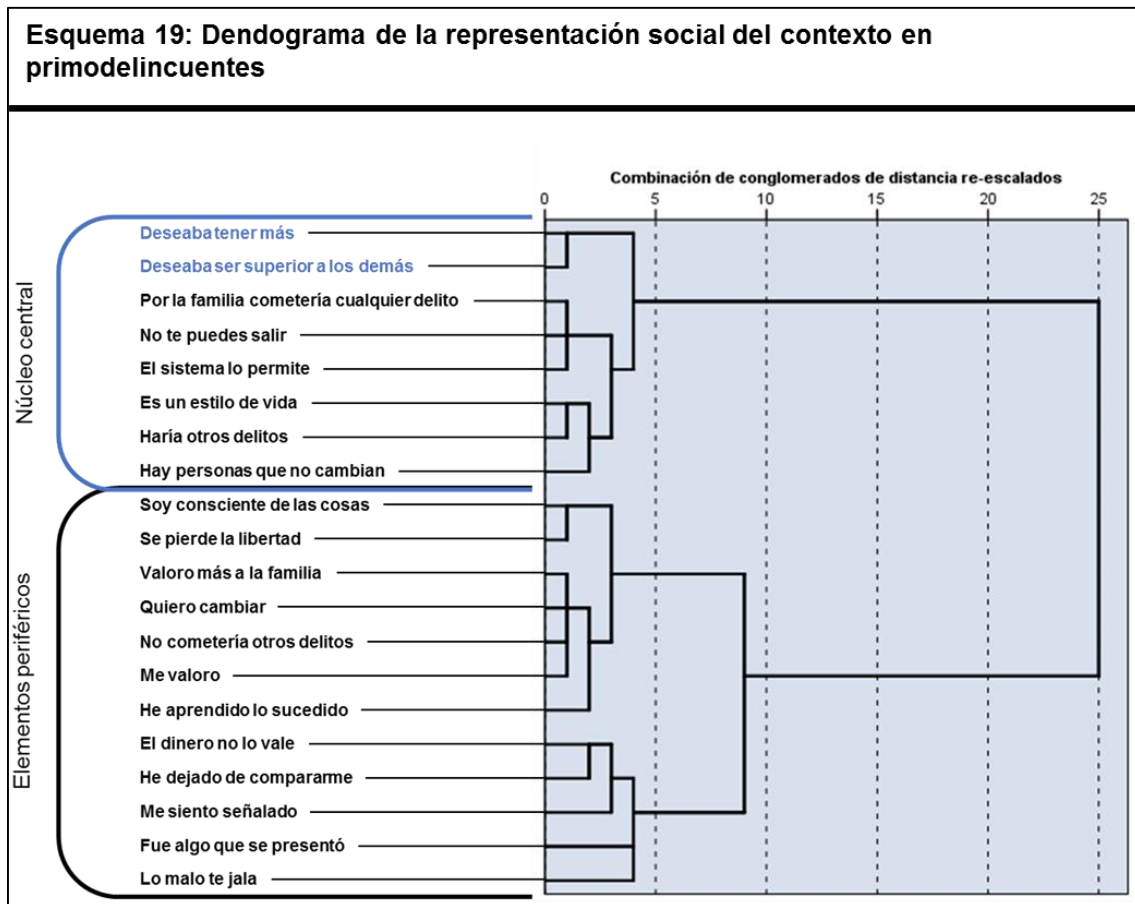 Esquema 19: Dendograma de la representación social del contexto en
primodelincuentes
Combinación de conglomerados de distancia re-escalados
0 5 10 15 20 25
Núcleo central
Deseaba tener más
Deseaba ser superior a los demás
Por la familia cometería cualquier delito
No te puedes salir
El sistema lo permite
Es un estilo de vida
Haría otros delitos
Hay personas que no cambian
Elementos periféricos
Soy consciente de las cosas
Se pierde la libertad
Valoro más a la familia
Quiero cambiar
No cometería otros delitos
Me valoro
He aprendido lo sucedido
El dinero no lo vale
He dejado de compararme
Me siento señalado
Fue algo que se presentó
Lo malo te jala